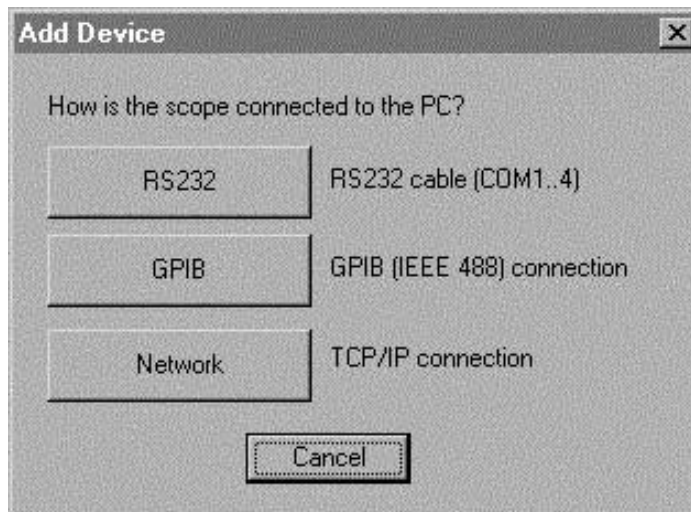 Add Device
How is the scope connected to the PC?
RS232 RS232 cable (COM1..4)
GPIB GPIB (IEEE 488) connection
Network TCP/IP connection
Cancel